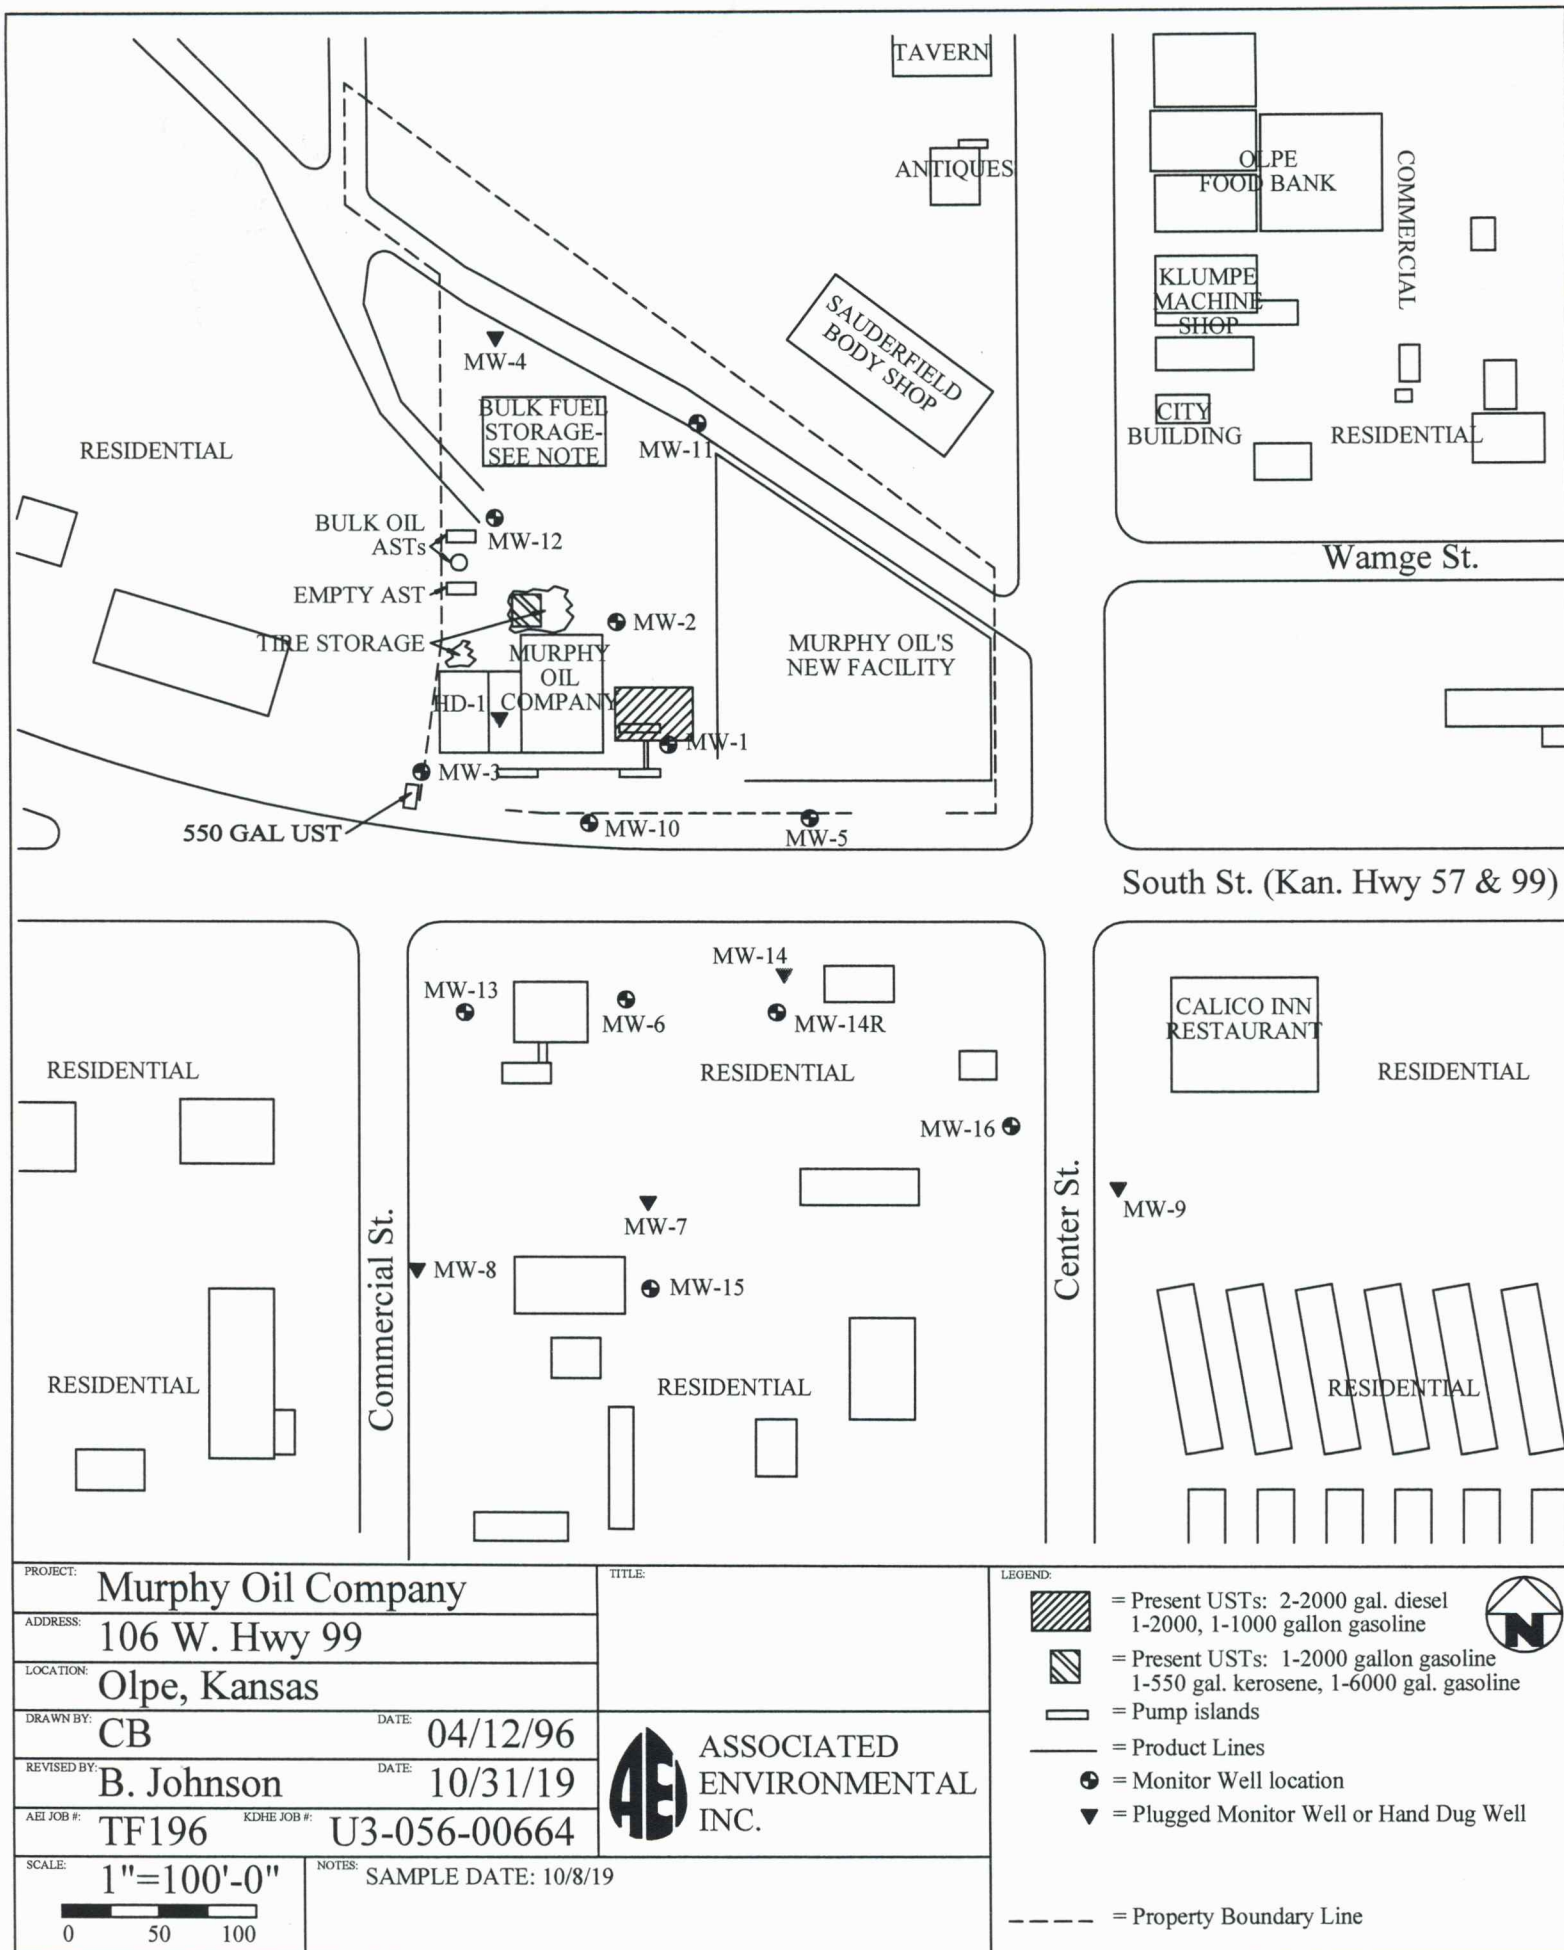 TAVERN
ANTIQUES
OLPE
FOOD BANK
COMMERCIAL
KLUMPE
MACHINE
SHOP
SAUDERFIELD
BODY SHOP
CITY
BUILDING
RESIDENTIAL
MW-4
BULK FUEL
STORAGE-
SEE NOTE
MW-11
RESIDENTIAL
BULK OIL
ASTs
MW-12
EMPTY AST
Wamge St.
TIRE STORAGE
MW-2
MURPHY
OIL
COMPANY
HD-1
MURPHY OIL'S
NEW FACILITY
MW-1
MW-3
550 GAL UST
MW-10
MW-5
South St. (Kan. Hwy 57 & 99)
MW-14
MW-13
MW-6
MW-14R
CALICO INN
RESTAURANT
RESIDENTIAL
RESIDENTIAL
RESIDENTIAL
MW-16
Center St.
MW-9
MW-7
Commercial St.
MW-8
MW-15
RESIDENTIAL
RESIDENTIAL
RESIDENTIAL
PROJECT: Murphy Oil Company
ADDRESS: 106 W. Hwy 99
LOCATION: Olpe, Kansas
DRAWN BY: CB DATE: 04/12/96
REVISED BY: B. Johnson DATE: 10/31/19
AEI JOB #: TF196 KDHE JOB #: U3-056-00664
SCALE: 1"=100'-0"
0 50 100
NOTES: SAMPLE DATE: 10/8/19
TITLE:
AEI
ASSOCIATED
ENVIRONMENTAL
INC.
LEGEND:
= Present USTs: 2-2000 gal. diesel
1-2000, 1-1000 gallon gasoline
N
= Present USTs: 1-2000 gallon gasoline
1-550 gal. kerosene, 1-6000 gal. gasoline
= Pump islands
= Product Lines
= Monitor Well location
= Plugged Monitor Well or Hand Dug Well
= Property Boundary Line